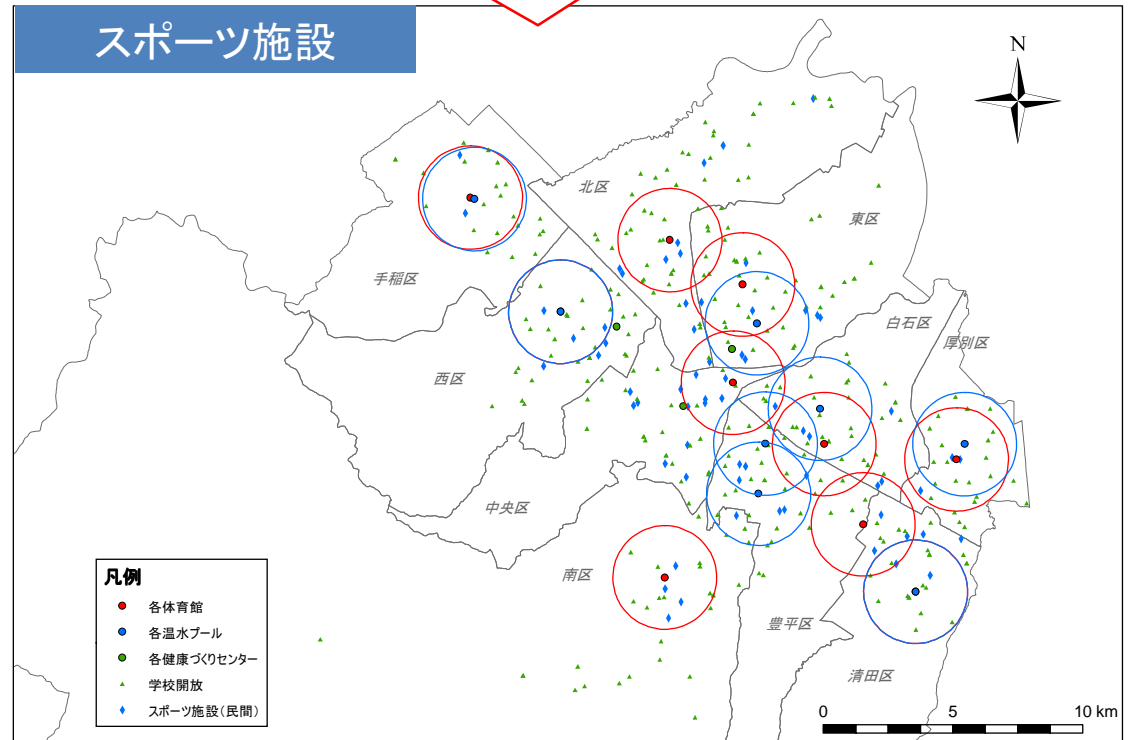 スポーツ施設
N
北区
東区
手稲区
白石区
厚別区
西区
中央区
南区
豊平区
清田区
凡例
各体育館
各温水プール
各健康づくりセンター
学校開放
スポーツ施設(民間)
0 5 10 km